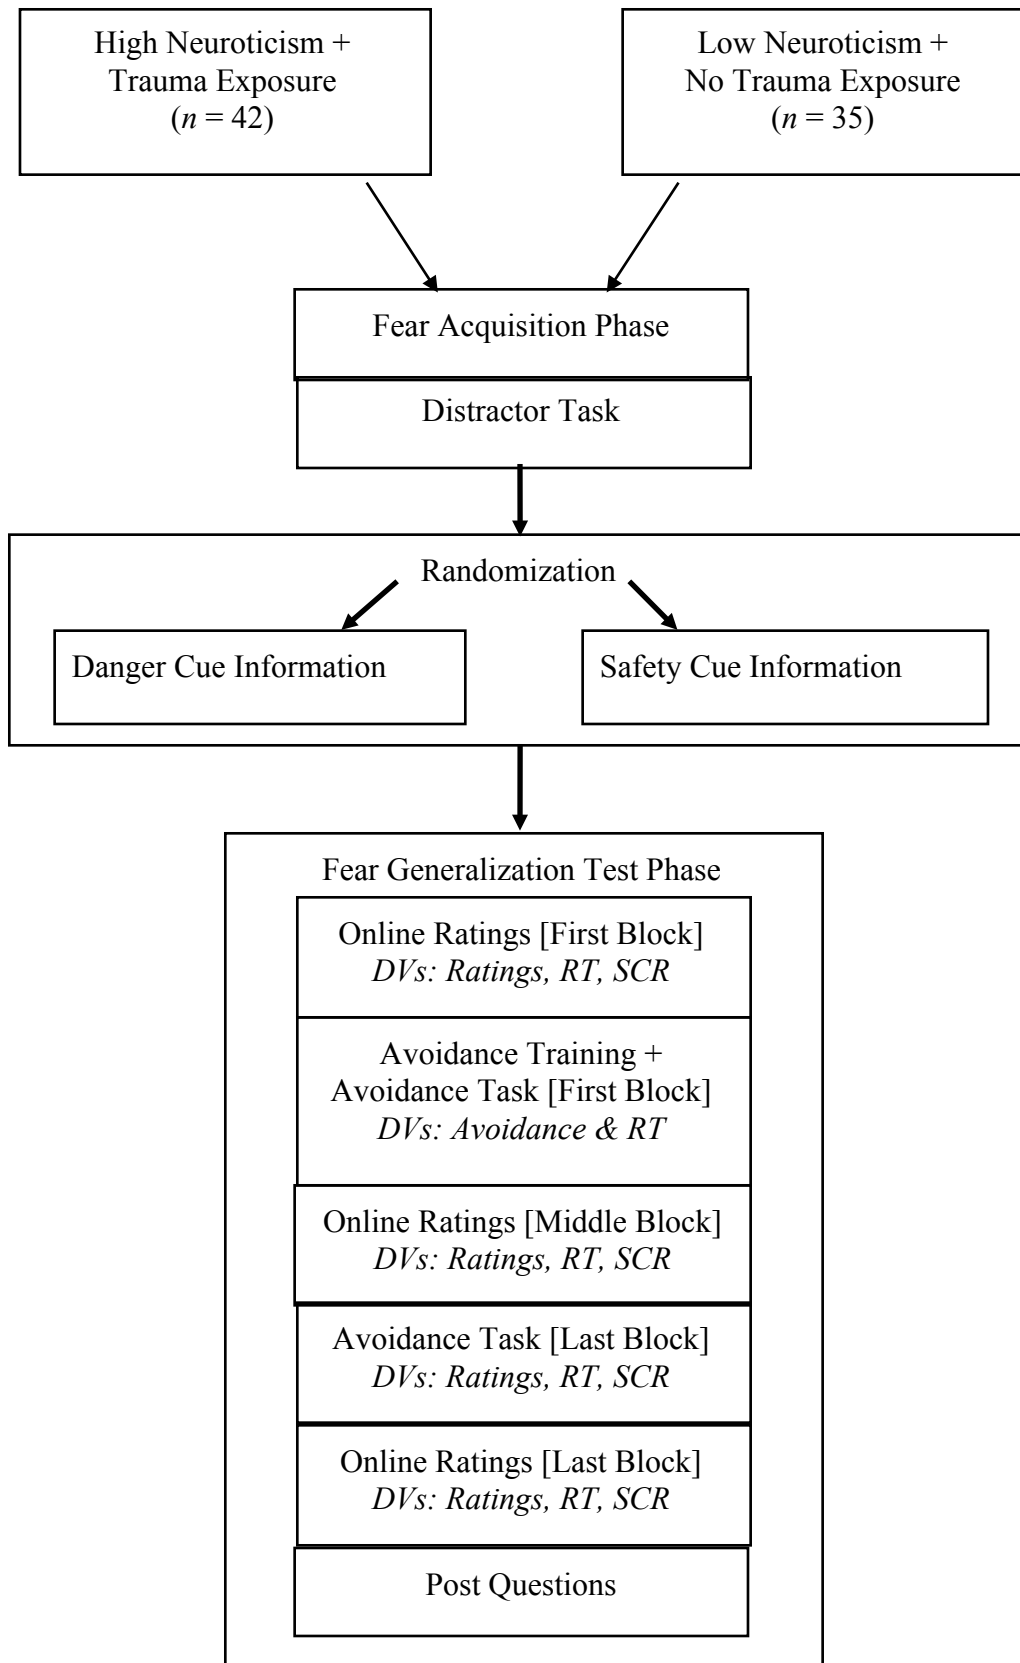 High Neuroticism +
Trauma Exposure
(n = 42)
Low Neuroticism +
No Trauma Exposure
(n = 35)
Fear Acquisition Phase
Distractor Task
Randomization
Danger Cue Information
Safety Cue Information
Fear Generalization Test Phase
Online Ratings [First Block]
DVs: Ratings, RT, SCR
Avoidance Training +
Avoidance Task [First Block]
DVs: Avoidance & RT
Online Ratings [Middle Block]
DVs: Ratings, RT, SCR
Avoidance Task [Last Block]
DVs: Ratings, RT, SCR
Online Ratings [Last Block]
DVs: Ratings, RT, SCR
Post Questions